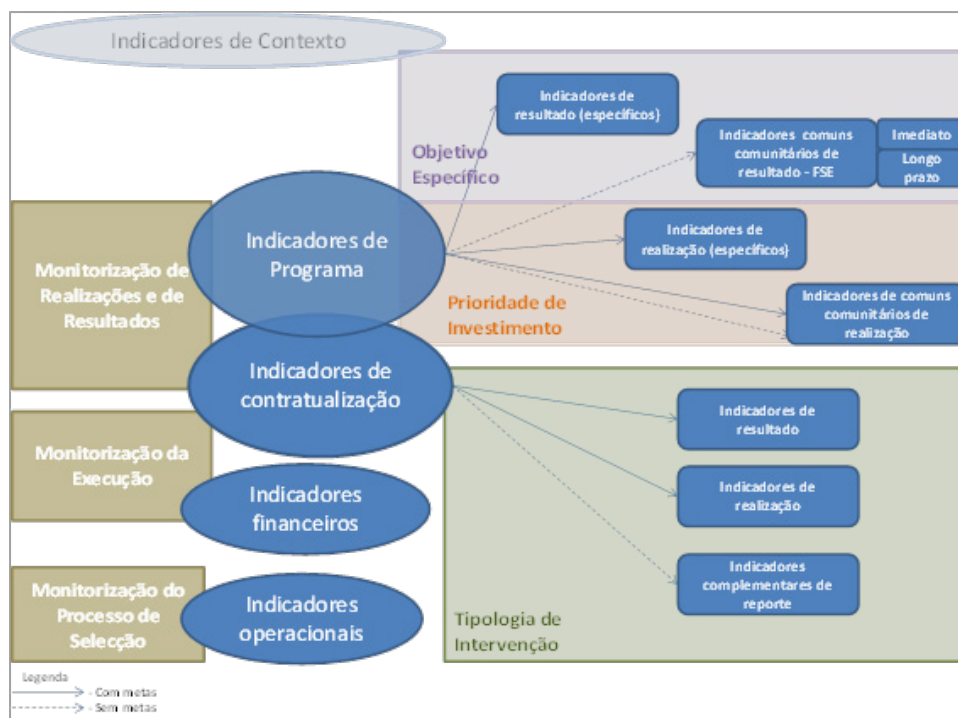 Indicadores de Contexto
Indicadores de
resultado (específicos}
Indicadores comuns
comunitários de
resultado - FSE
Imediato
Longo
prazo
Objetivo
Específico
Indicadores de
Programa
Monitorização de
Realizações e de
Resultados
Indicadores de
realização (específicos}
Prioridade de
Investimento
Indicadores de comuns
comunitários de
realização
Indicadores de
contratualização
Indicadores de
resultado
Monitorização da
Execução
Indicadores
financeiros
Indicadores de
realização
Monitorização do
Processo de
Selecção
Indicadores
operacionais
Indicadores
complementares de
reporte
Tipologia de
Intervenção
Legenda
- Com metas
- Sem metas